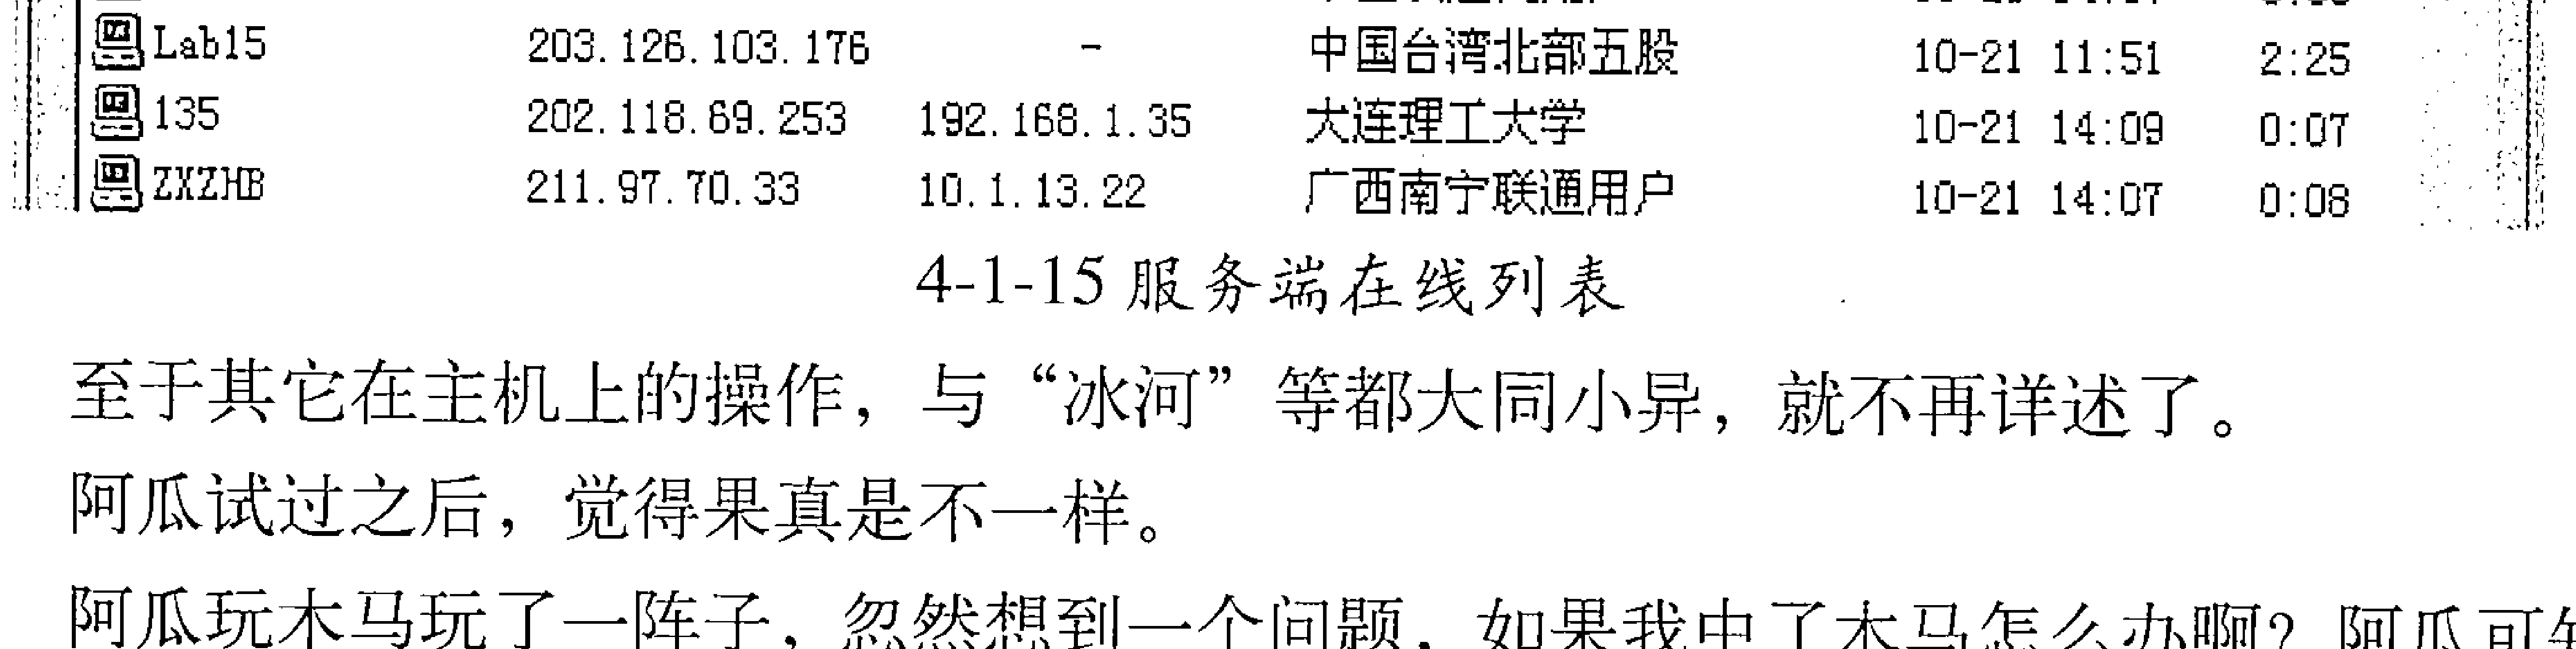 Lab15 203.126.103.176 - 中国台湾北部五股 10-21 11:51 2:25
135 202.118.69.253 192.168.1.35 大连理工大学 10-21 14:09 0:07
ZXZHB 211.97.70.33 10.1.13.22 广西南宁联通用户 10-21 14:07 0:08
4-1-15 服务端在线列表
至于其它在主机上的操作，与“冰河”等都大同小异，就不再详述了。
阿瓜试过之后，觉得果真是不一样。
阿瓜玩木马玩了一阵子，忽然想到一个问题，如果我中了木马怎么办啊？阿瓜可